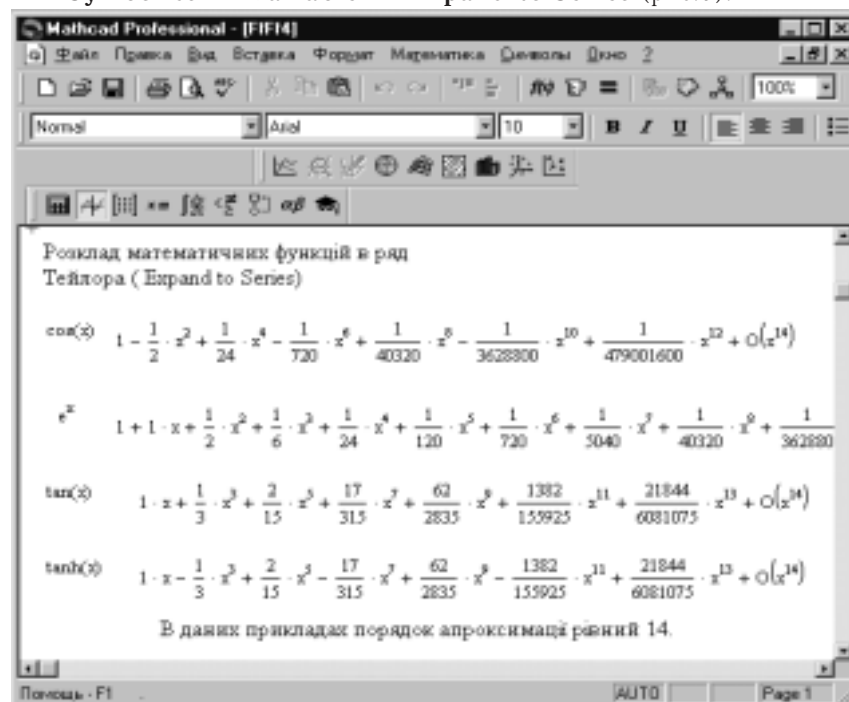 Mathcad Professional - [FIFI4]
Файл Правка Вид Вставка Формат Математика Символы Окно ?
100%
Normal Arial 10 B I U
Розклад математичних функцій в ряд
Тейлора ( Expand to Series)
cos(x) 1 - 1/2 · x^2 + 1/24 · x^4 - 1/720 · x^6 + 1/40320 · x^8 - 1/3628800 · x^10 + 1/479001600 · x^12 + O(x^14)
e^x 1 + 1 · x + 1/2 · x^2 + 1/6 · x^3 + 1/24 · x^4 + 1/120 · x^5 + 1/720 · x^6 + 1/5040 · x^7 + 1/40320 · x^8 + 1/362880
tan(x) 1 · x + 1/3 · x^3 + 2/15 · x^5 + 17/315 · x^7 + 62/2835 · x^9 + 1382/155925 · x^11 + 21844/6081075 · x^13 + O(x^14)
tanh(x) 1 · x - 1/3 · x^3 + 2/15 · x^5 - 17/315 · x^7 + 62/2835 · x^9 - 1382/155925 · x^11 + 21844/6081075 · x^13 + O(x^14)
В даних прикладах порядок апроксимації рівний 14.
Помощь - F1 AUTO Page 1